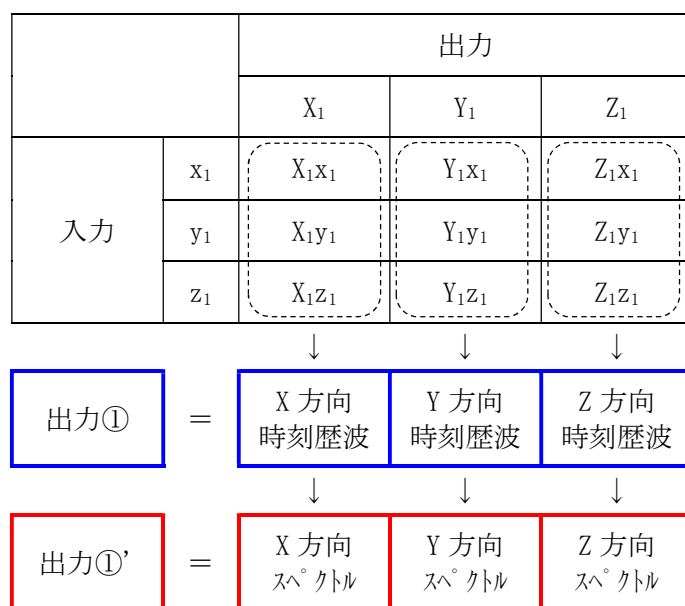 出力
X₁ Y₁ Z₁
入力
x₁ X₁x₁ Y₁x₁ Z₁x₁
y₁ X₁y₁ Y₁y₁ Z₁y₁
z₁ X₁z₁ Y₁z₁ Z₁z₁
↓ ↓ ↓
出力① = X 方向 Y 方向 Z 方向
時刻歴波 時刻歴波 時刻歴波
↓ ↓ ↓
出力①’ = X 方向 Y 方向 Z 方向
ｽﾍﾟｸﾄﾙ ｽﾍﾟｸﾄﾙ ｽﾍﾟｸﾄﾙ